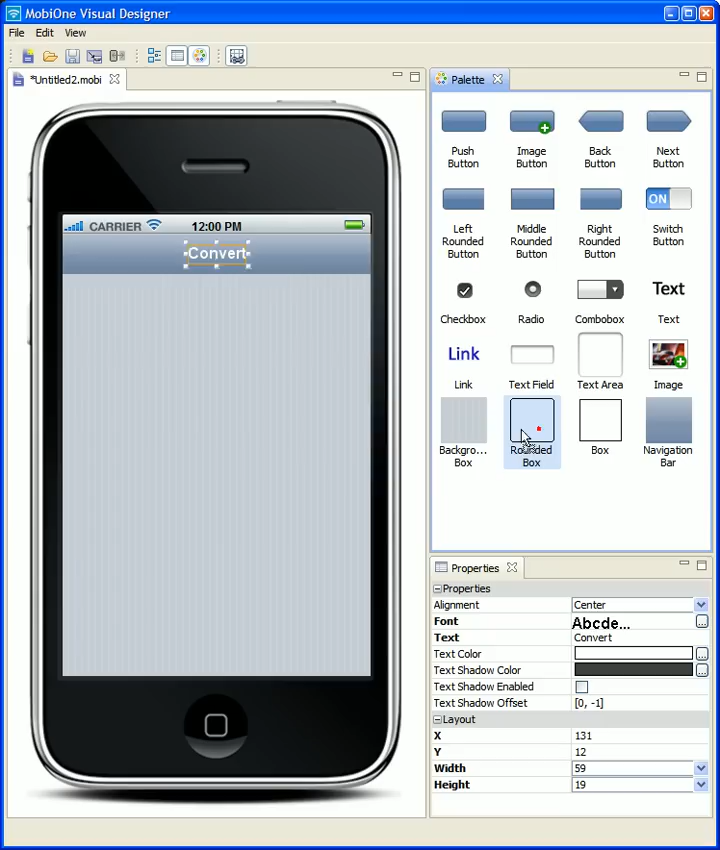 MobiOne Visual Designer
File Edit View
*Untitled2.mobi
Palette
CARRIER 12:00 PM
Convert
Push Button
Image Button
Back Button
Next Button
ON
Left Rounded Button
Middle Rounded Button
Right Rounded Button
Switch Button
Text
Checkbox
Radio
Combobox
Text
Link
Link
Text Field
Text Area
Image
Backgro... Box
Rounded Box
Box
Navigation Bar
Properties
Properties
Alignment Center
Font Abcde... ...
Text Convert
Text Color ...
Text Shadow Color ...
Text Shadow Enabled
Text Shadow Offset [0, -1]
Layout
X 131
Y 12
Width 59
Height 19